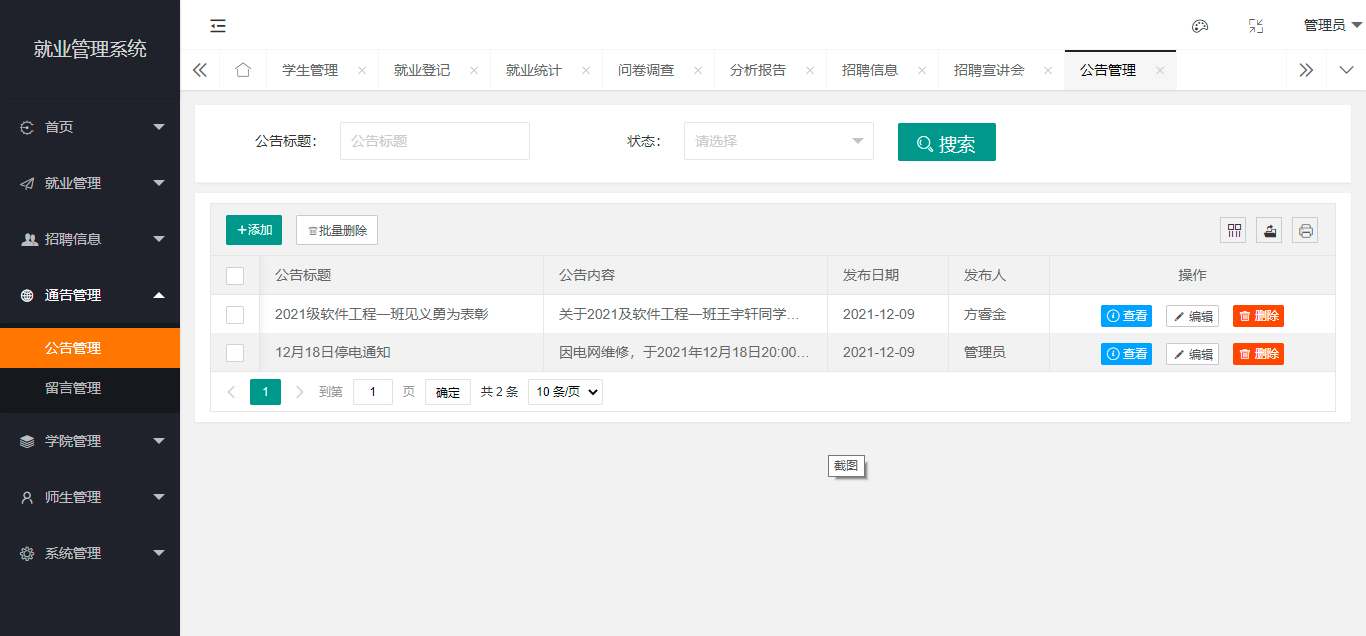 就业管理系统
管理员
学生管理
就业登记
就业统计
问卷调查
分析报告
招聘信息
招聘宣讲会
公告管理
首页
就业管理
招聘信息
通告管理
公告管理
留言管理
学院管理
师生管理
系统管理
公告标题：
公告标题
状态：
请选择
搜索
添加
批量删除
公告标题 公告内容 发布日期 发布人 操作
2021级软件工程一班见义勇为表彰 关于2021及软件工程一班王宇轩同学… 2021-12-09 方睿金 查看 编辑 删除
12月18日停电通知 因电网维修，于2021年12月18日20:00… 2021-12-09 管理员 查看 编辑 删除
1 到第 1 页 确定 共 2 条 10 条/页
截图